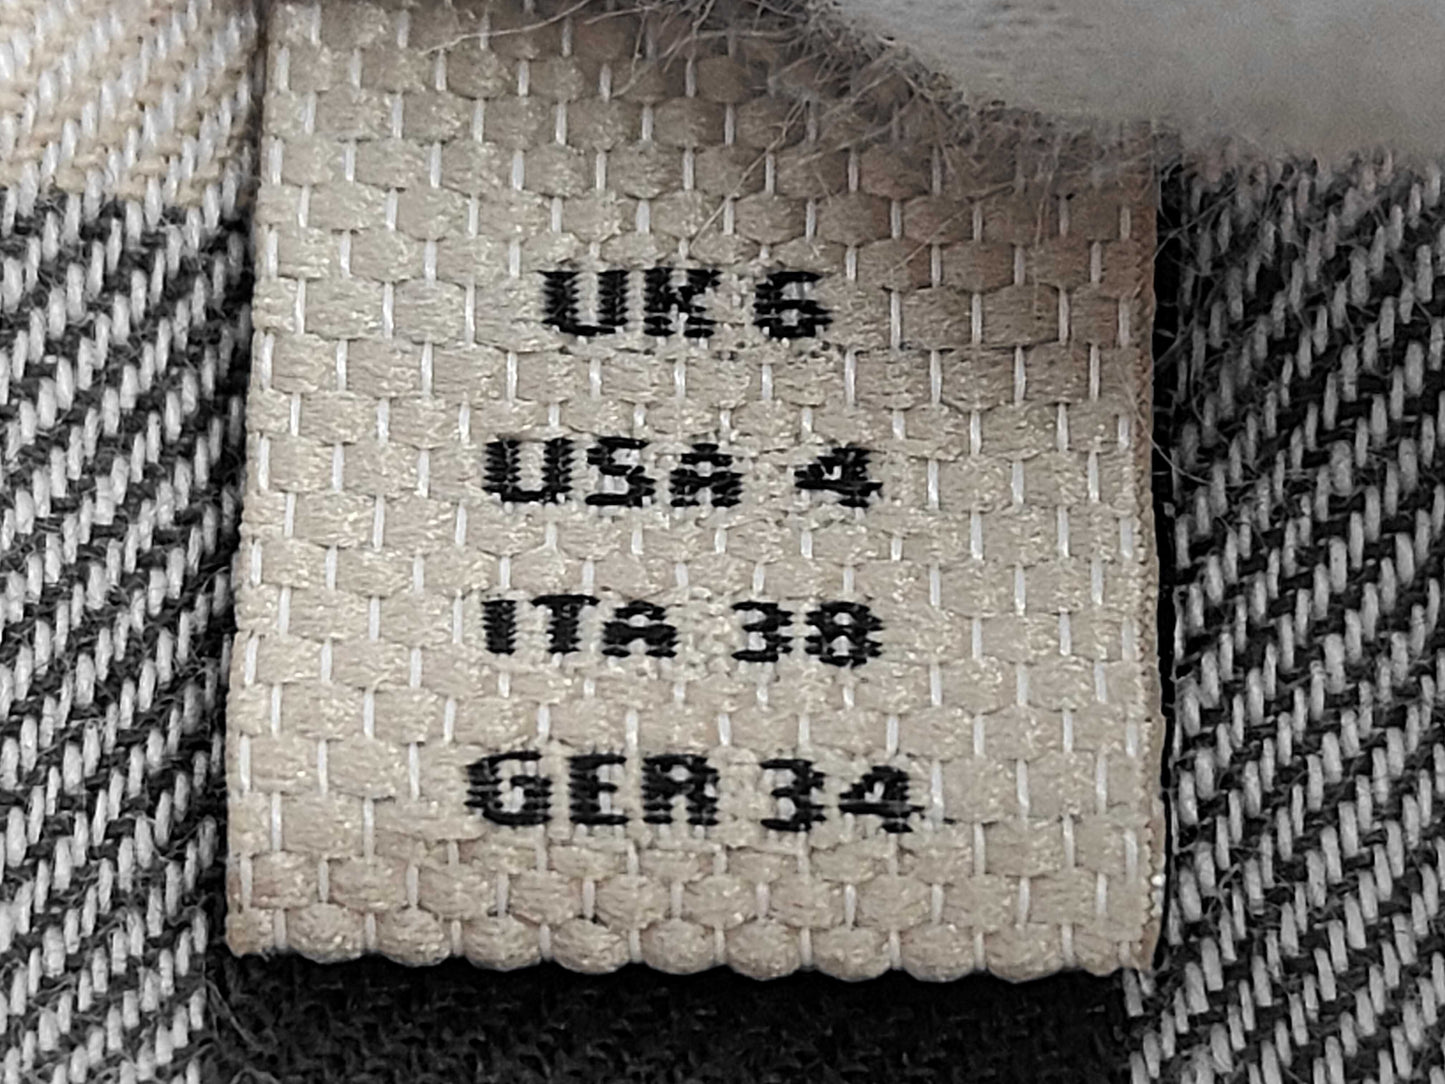 UK 6
USA 4
ITA 38
GER 34